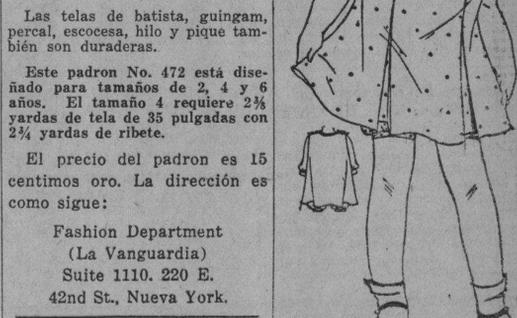 Las telas de batista, guingam,
percal, escocesa, hilo y pique tam-
bién son duraderas.
Este padron No. 472 está dise-
ñado para tamaños de 2, 4 y 6
años. El tamaño 4 requiere 2⅜
yardas de tela de 35 pulgadas con
2¾ yardas de ribete.
El precio del padron es 15
centimos oro. La dirección es
como sigue:
Fashion Department
(La Vanguardia)
Suite 1110. 220 E.
42nd St., Nueva York.